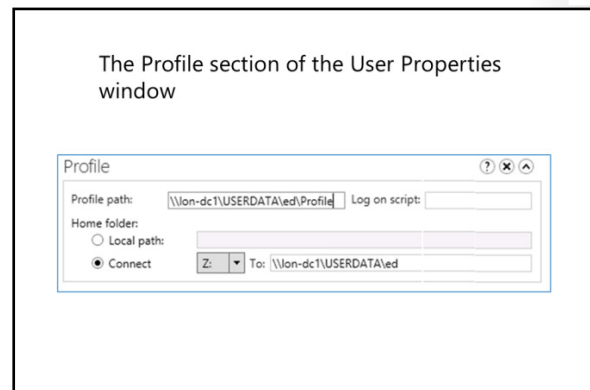 The Profile section of the User Properties
window
Profile
Profile path: \\lon-dc1\USERDATA\ed\Profile Log on script:
Home folder:
Local path:
Connect Z: To: \\lon-dc1\USERDATA\ed